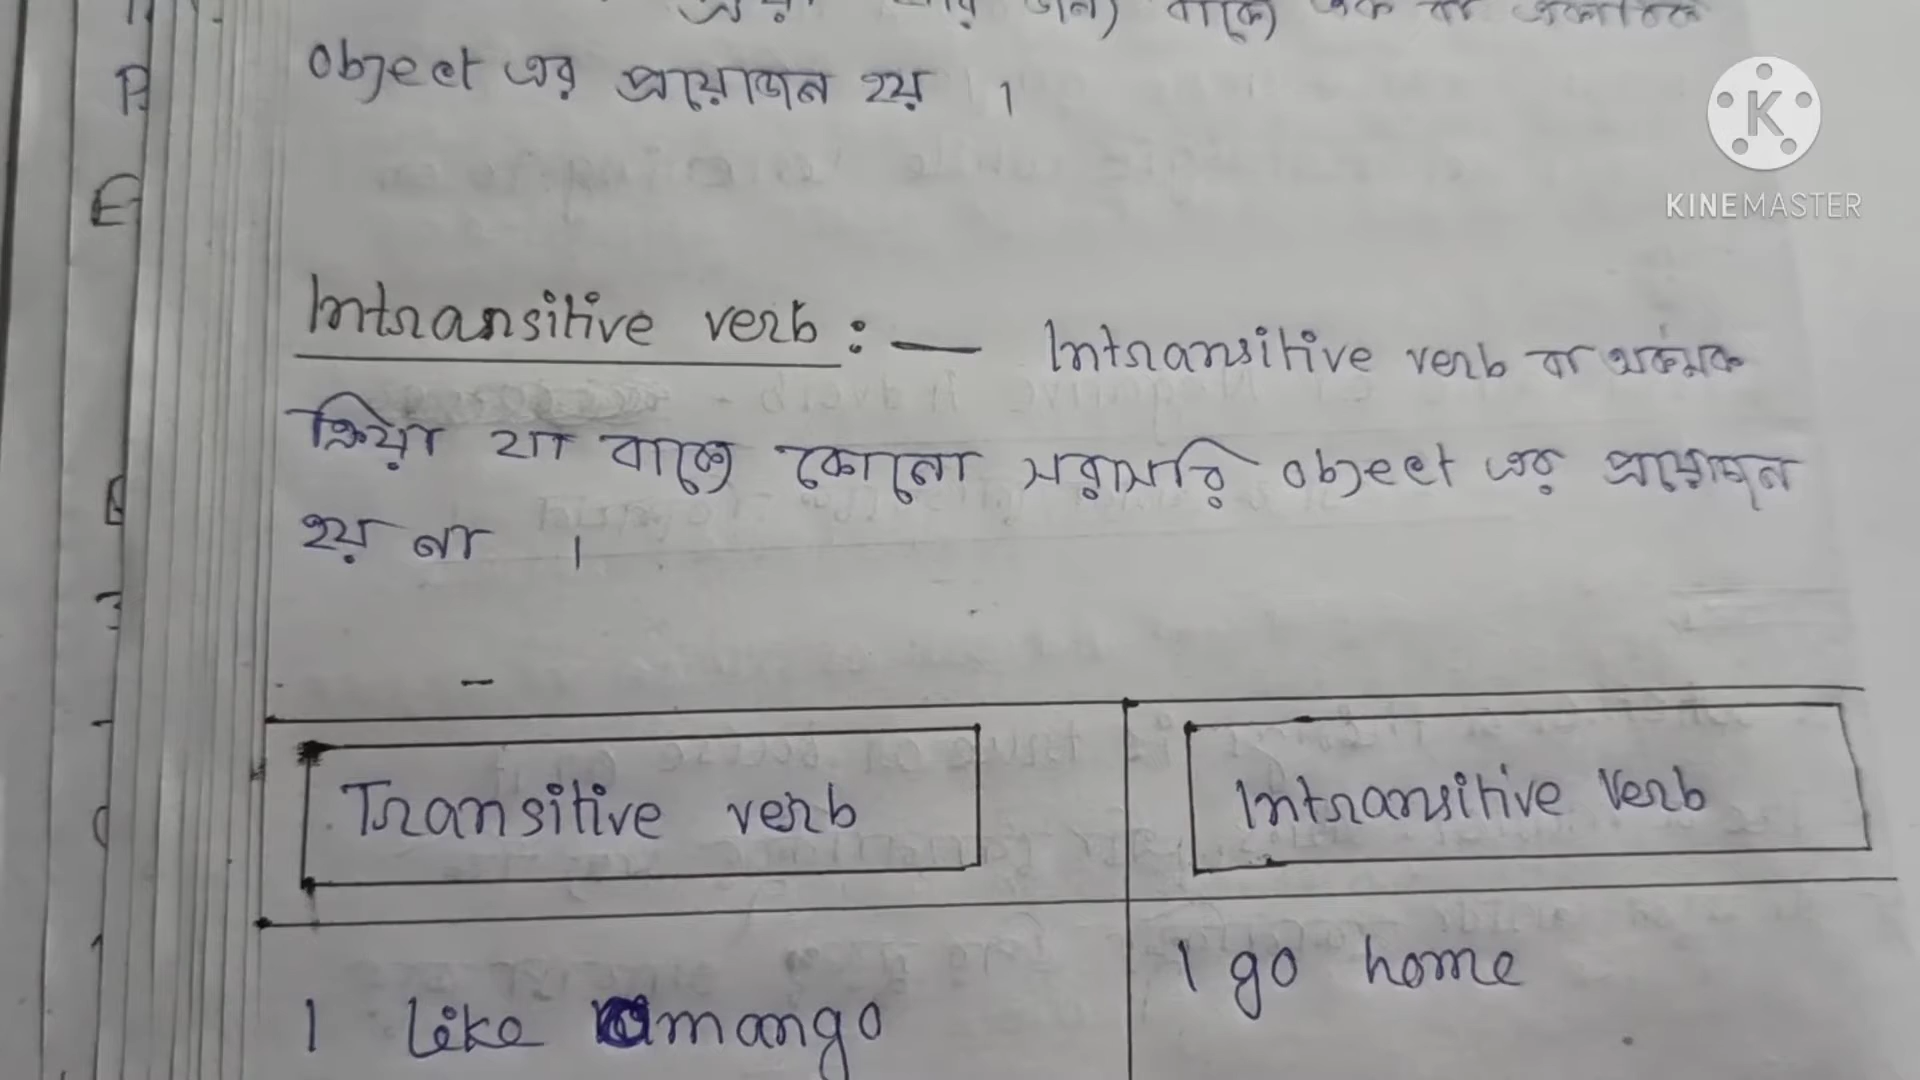 object এর প্রয়োজন হয় ।
KINEMASTER
Intransitive verb :— Intransitive verb বা অকর্মক
ক্রিয়া যা বাক্যে কোনো সরাসরি object এর প্রয়োজন
হয় না ।
Transitive verb
Intransitive verb
I go home
I like mango